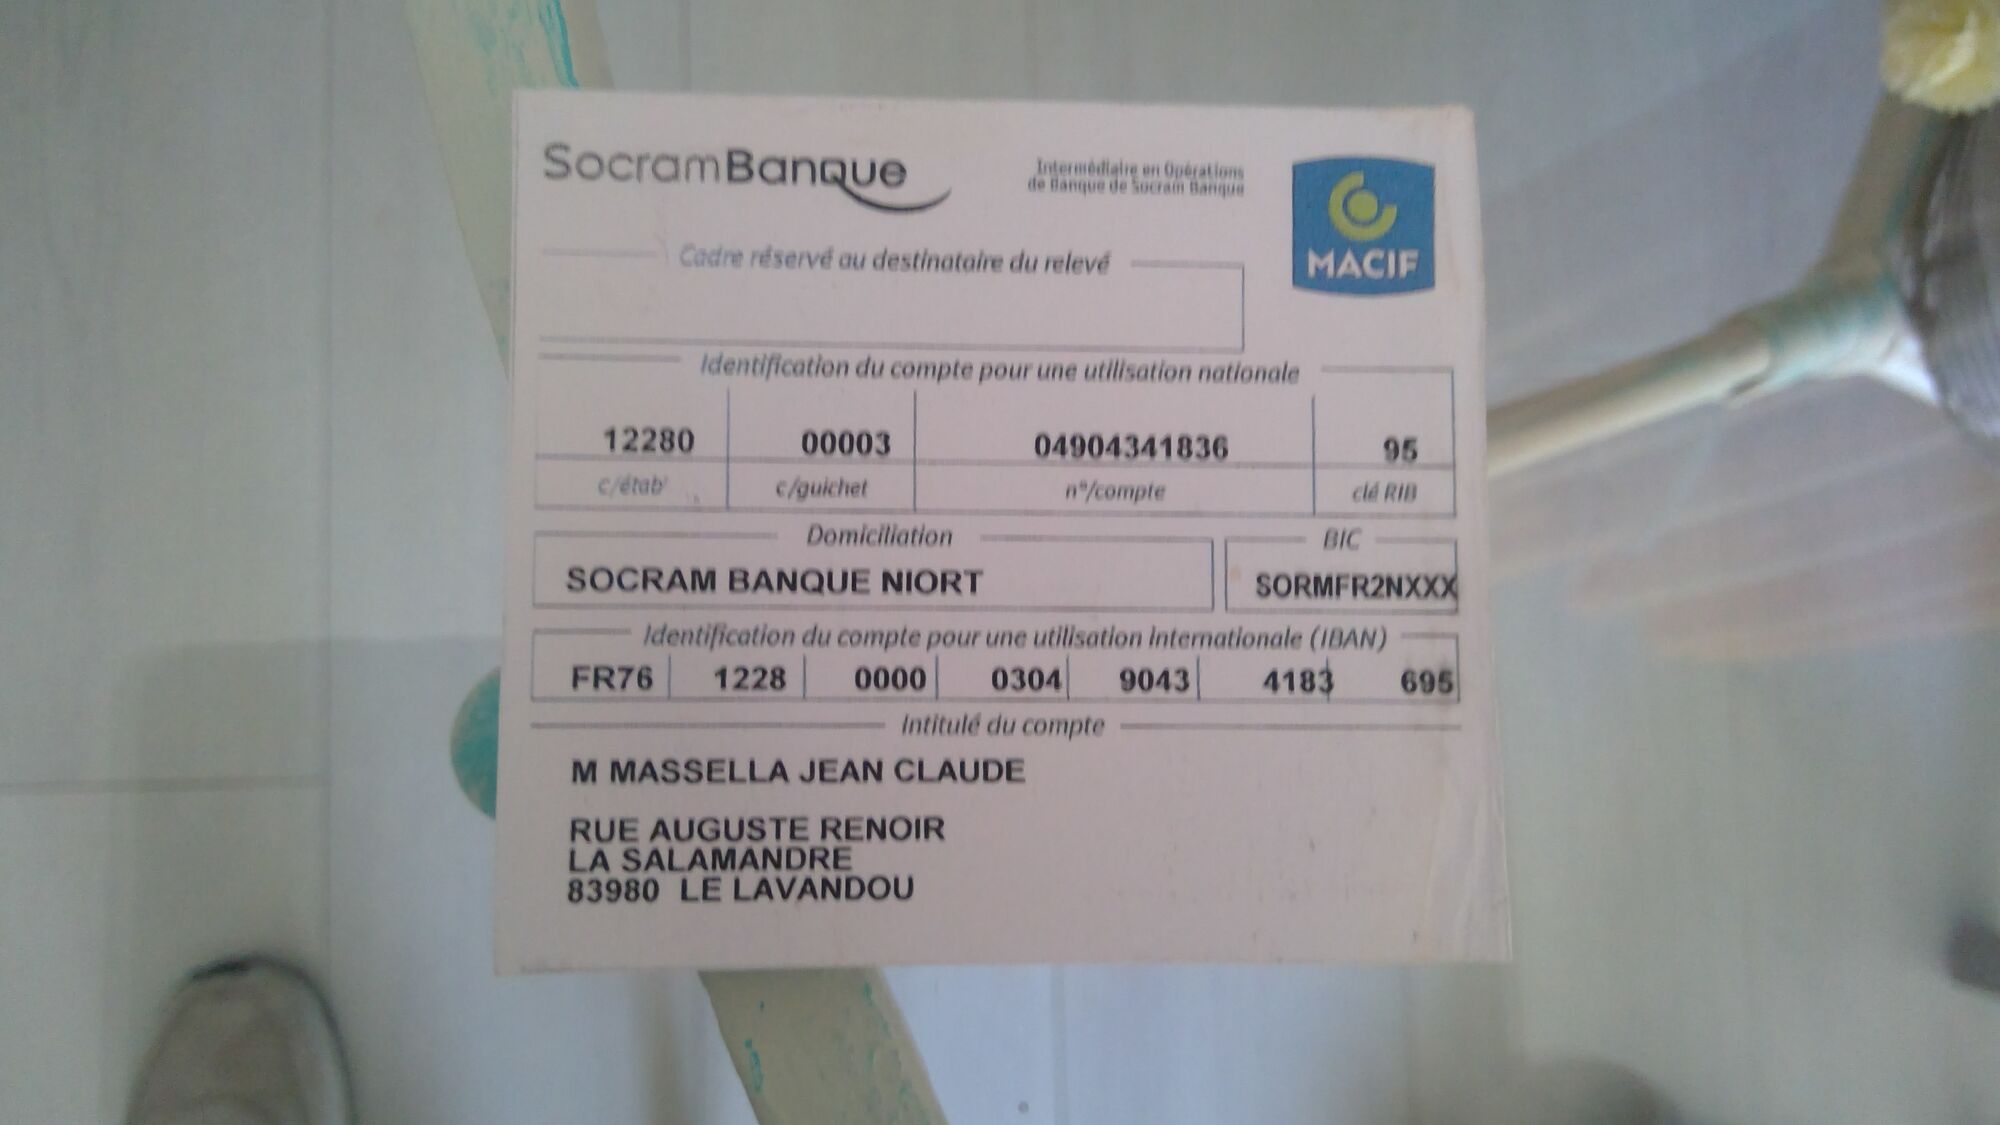 SocramBanque
Intermédiaire en Opérations
de Banque de Socram Banque
MACIF
Cadre réservé au destinataire du relevé
Identification du compte pour une utilisation nationale
12280 00003 04904341836 95
c/étab' c/guichet n°/compte clé RIB
Domiciliation BIC
SOCRAM BANQUE NIORT SORMFR2NXXX
Identification du compte pour une utilisation internationale (IBAN)
FR76 1228 0000 0304 9043 4183 695
Intitulé du compte
M MASSELLA JEAN CLAUDE
RUE AUGUSTE RENOIR
LA SALAMANDRE
83980 LE LAVANDOU